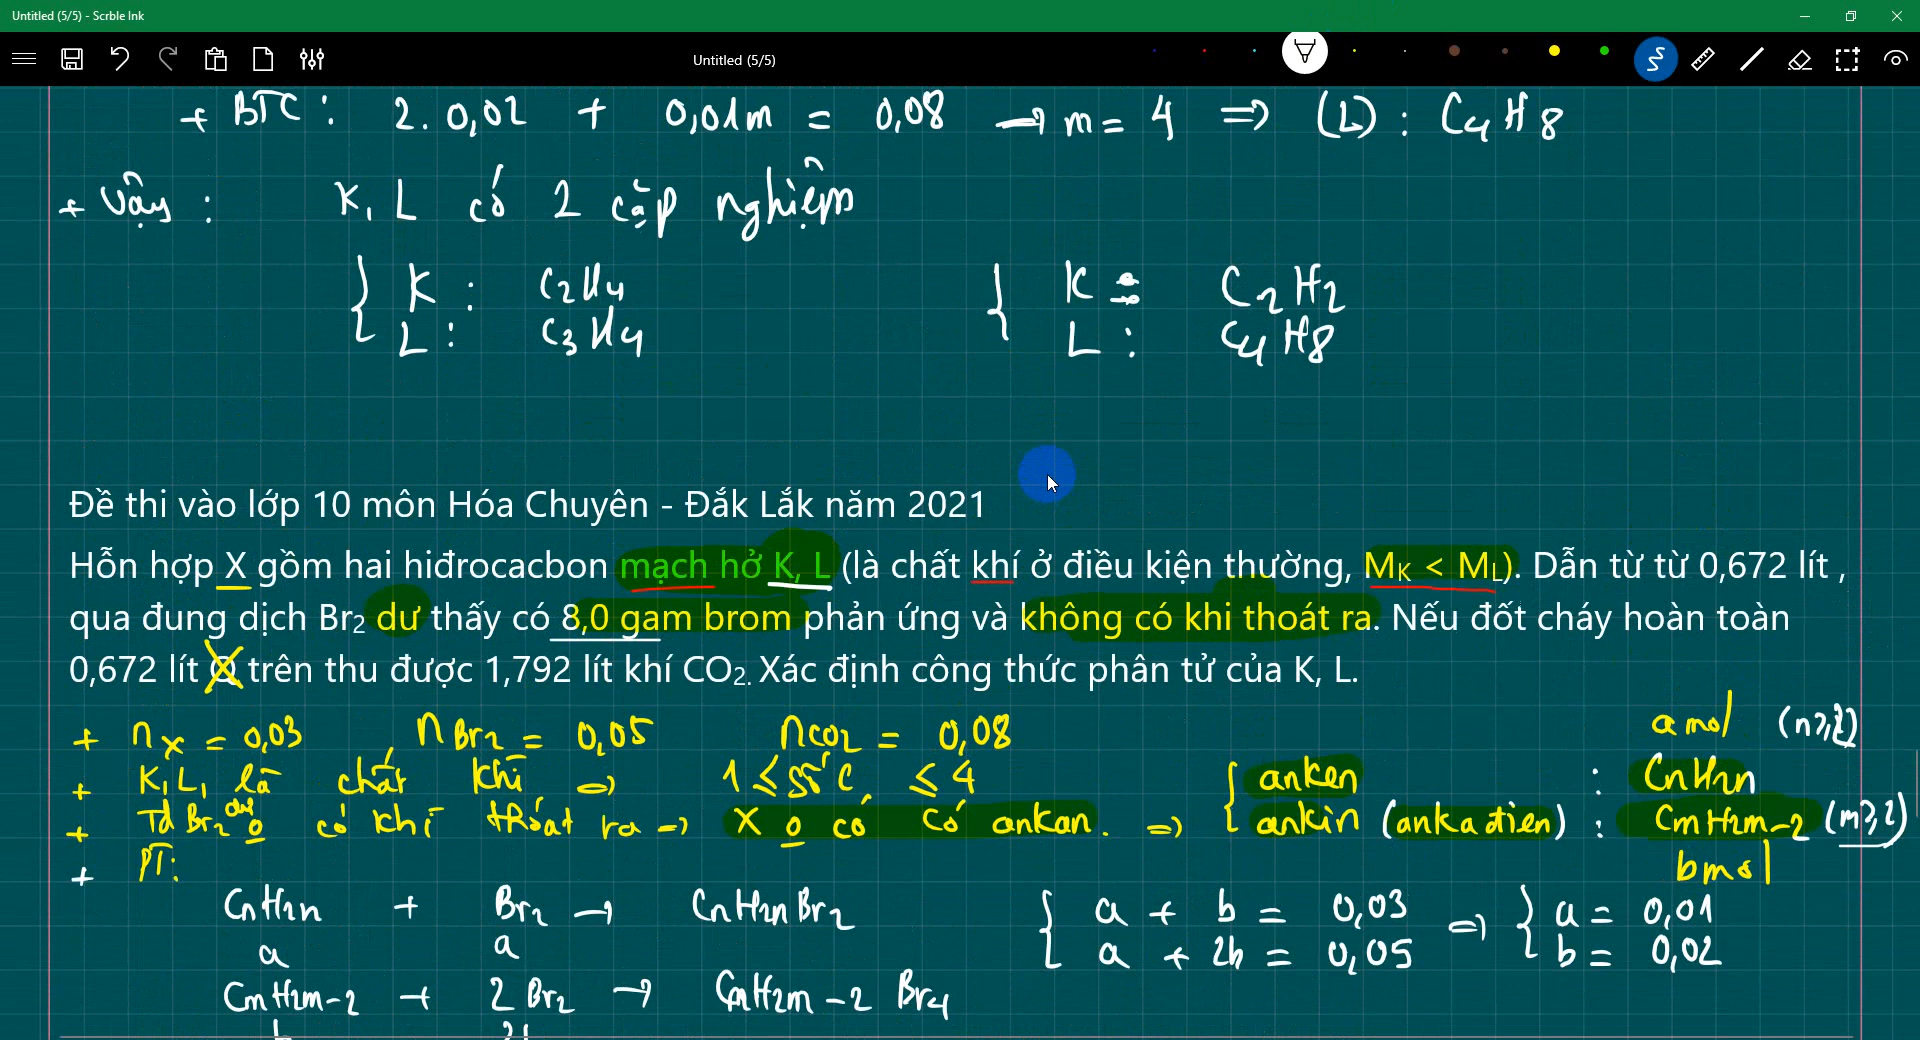 Untitled (5/5) - Scrble Ink
Untitled (5/5)
+ BTC : 2. 0,02 + 0,01m = 0,08 → m = 4 ⇒ (L) : C4H8
+ Vậy : K, L có 2 cặp nghiệm
{ K : C2H4 { K : C2H2
L : C3H4 L : C4H8
Đề thi vào lớp 10 môn Hóa Chuyên - Đắk Lắk năm 2021
Hỗn hợp X gồm hai hiđrocacbon mạch hở K, L (là chất khí ở điều kiện thường, MK < ML). Dẫn từ từ 0,672 lít ,
qua đung dịch Br2 dư thấy có 8,0 gam brom phản ứng và không có khi thoát ra. Nếu đốt cháy hoàn toàn
0,672 lít X trên thu được 1,792 lít khí CO2. Xác định công thức phân tử của K, L.
amol (n≥2)
+ nX = 0,03 nBr2 = 0,05 nCO2 = 0,08
+ K,L, là chất khí ⇒ 1 ≤ số C ≤ 4 { anken : CnH2n
+ Td Br2 dư o có khí thoát ra ⇒ X o có có ankan. ⇒ ankin (ankađien) : CmH2m-2 (m≥2)
+ PT: bmol
CnH2n + Br2 → CnH2nBr2 { a + b = 0,03 ⇒ { a = 0,01
a a a + 2b = 0,05 b = 0,02
CmH2m-2 + 2Br2 → CmH2m-2 Br4